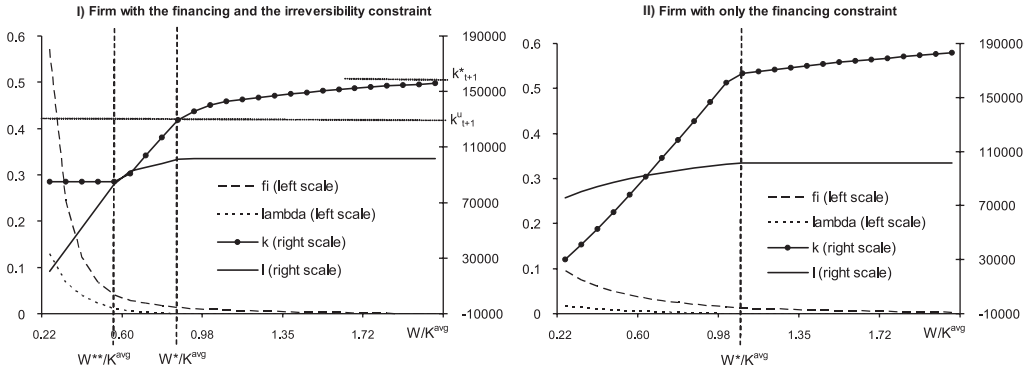 I) Firm with the financing and the irreversibility constraint
0.6
0.5
0.4
0.3
0.2
0.1
0
190000
150000
110000
70000
30000
-10000
k*t+1
kut+1
fi (left scale)
lambda (left scale)
k (right scale)
l (right scale)
0.22 0.60 0.98 1.35 1.72 W/Kavg
W**/Kavg W*/Kavg
II) Firm with only the financing constraint
0.6
0.5
0.4
0.3
0.2
0.1
0
190000
150000
110000
70000
30000
-10000
fi (left scale)
lambda (left scale)
k (right scale)
l (right scale)
0.22 0.60 0.98 1.35 1.72 W/Kavg
W*/Kavg